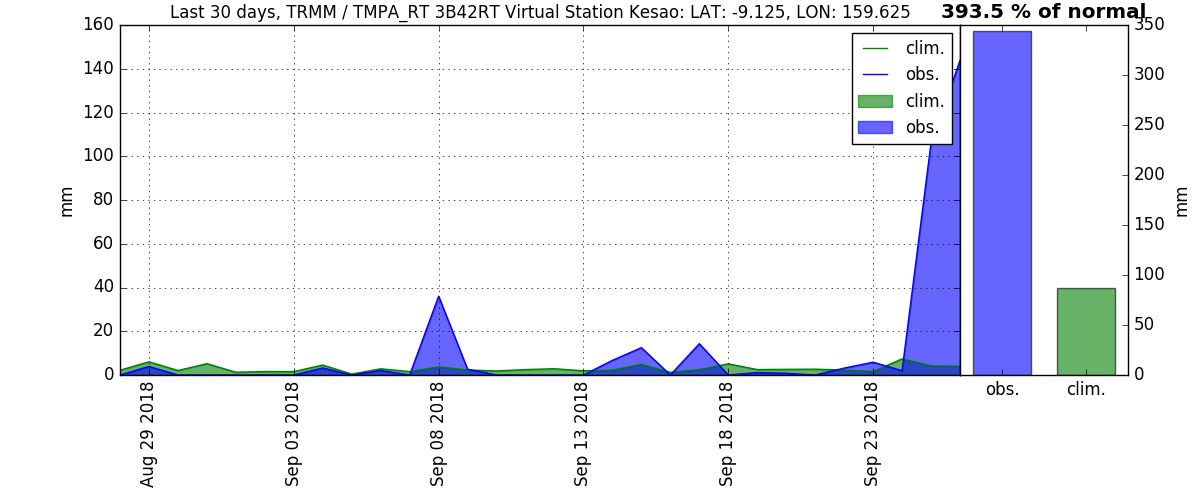 Last 30 days, TRMM / TMPA_RT 3B42RT Virtual Station Kesao: LAT: -9.125, LON: 159.625
393.5 % of normal
160
140
120
100
80
60
40
20
0
mm
clim.
obs.
clim.
obs.
350
300
250
200
150
100
50
0
mm
Aug 29 2018
Sep 03 2018
Sep 08 2018
Sep 13 2018
Sep 18 2018
Sep 23 2018
obs.
clim.